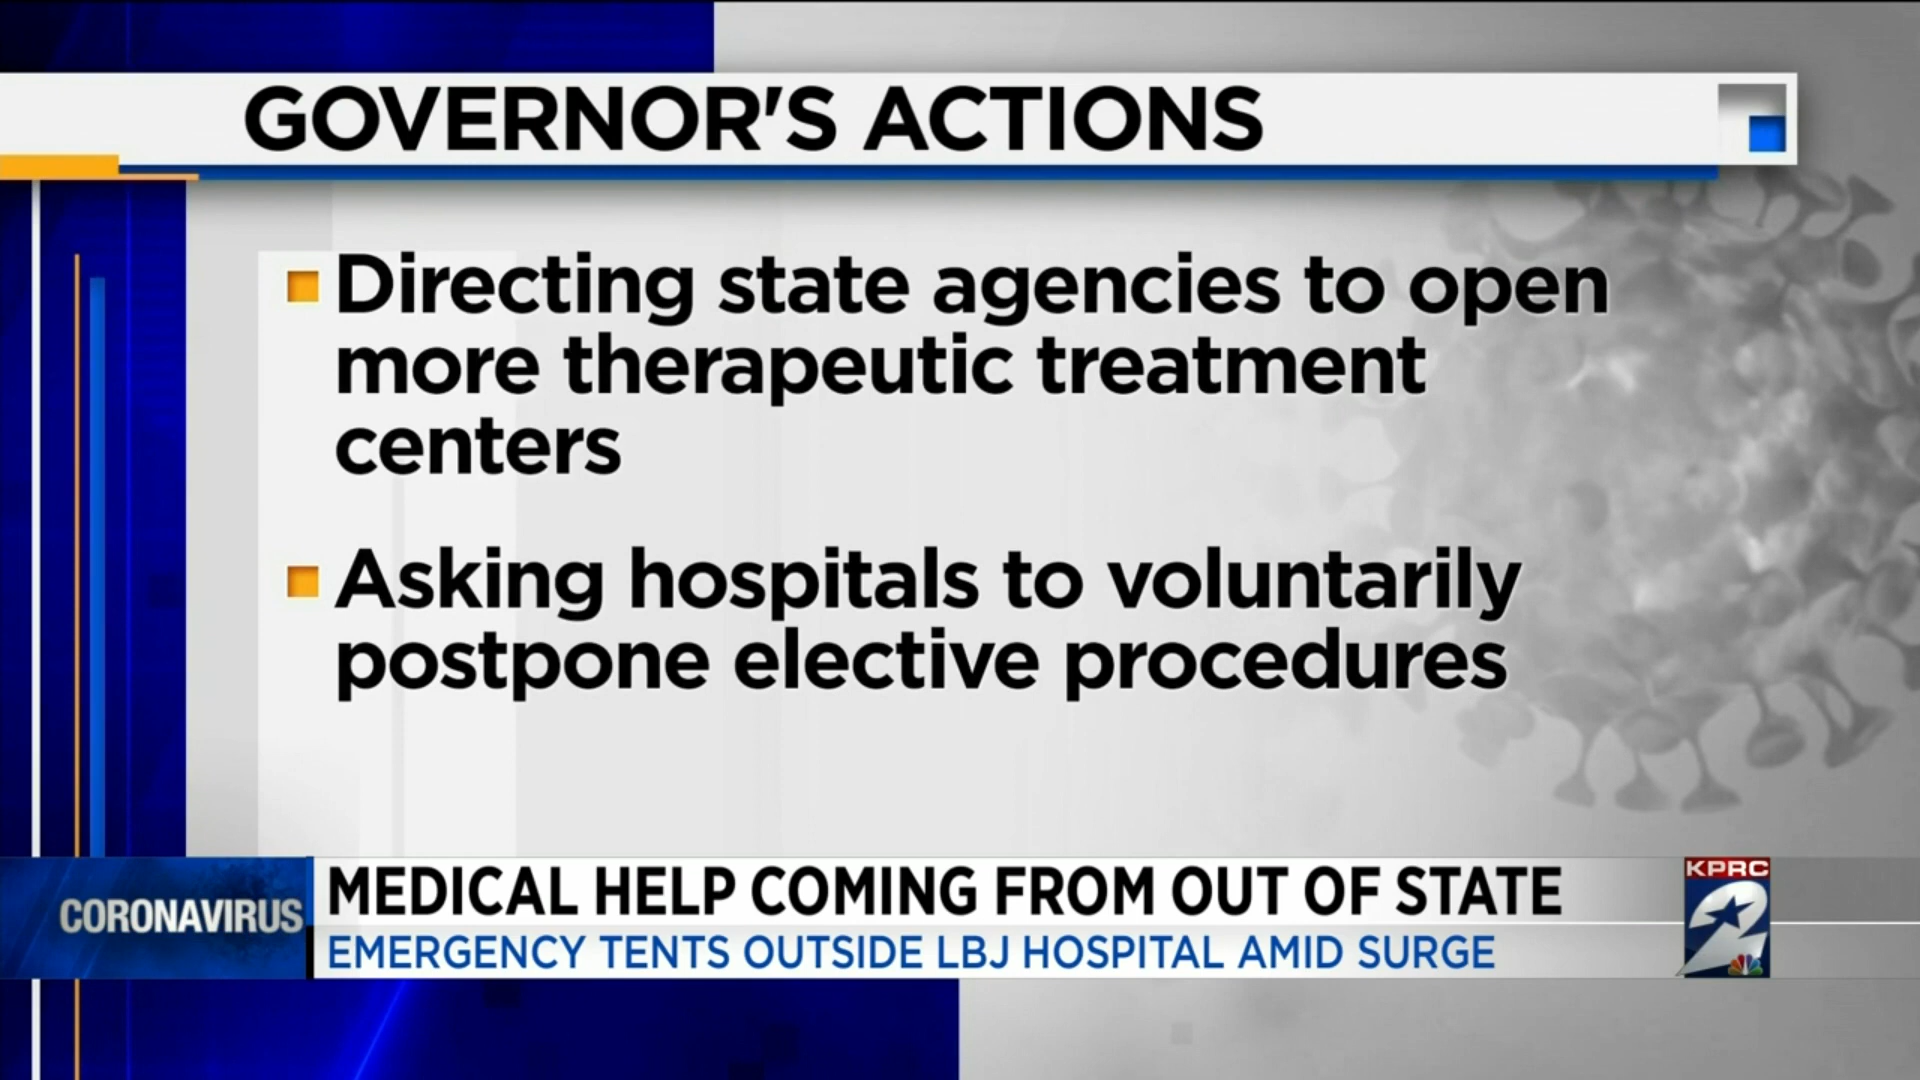 GOVERNOR'S ACTIONS
Directing state agencies to open
more therapeutic treatment
centers
Asking hospitals to voluntarily
postpone elective procedures
CORONAVIRUS
MEDICAL HELP COMING FROM OUT OF STATE
EMERGENCY TENTS OUTSIDE LBJ HOSPITAL AMID SURGE
KPRC
2